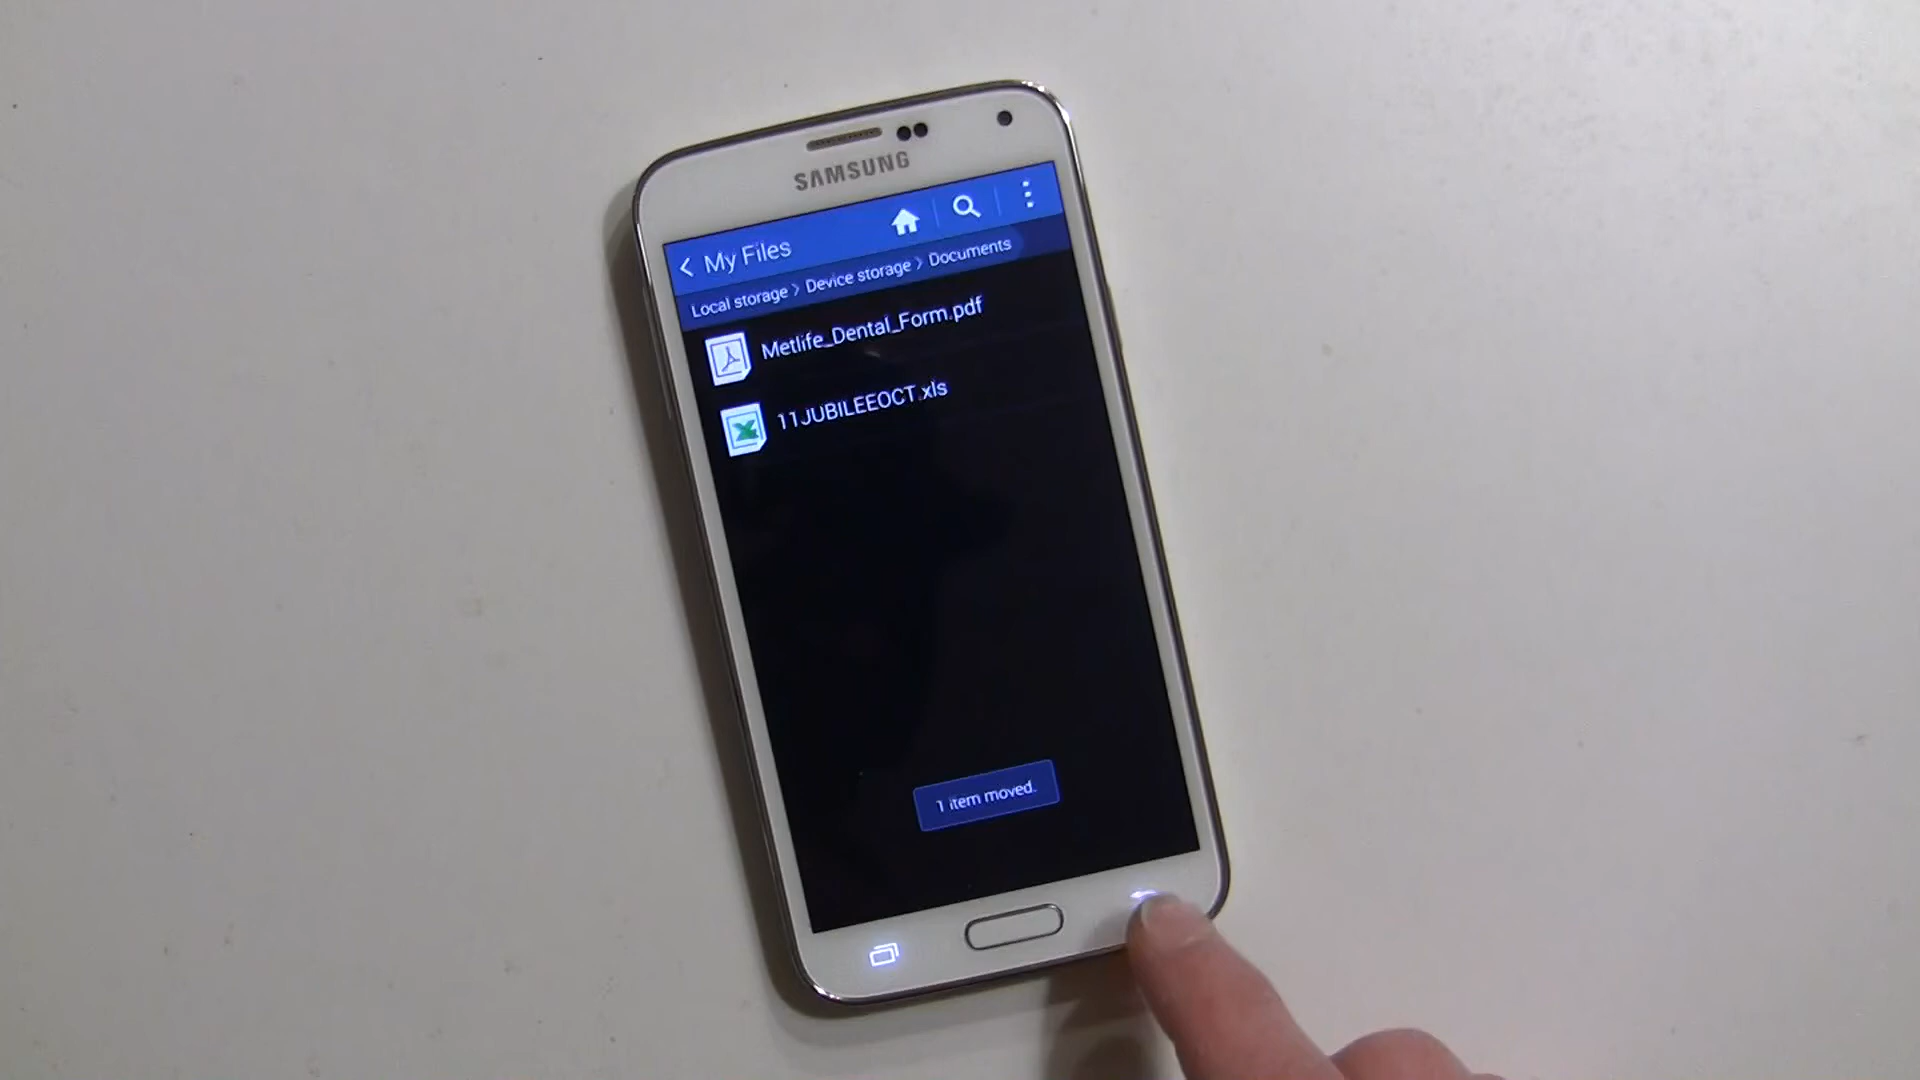 SAMSUNG
My Files
Local storage > Device storage > Documents
Metlife_Dental_Form.pdf
11JUBILEEOCT.xls
1 item moved.